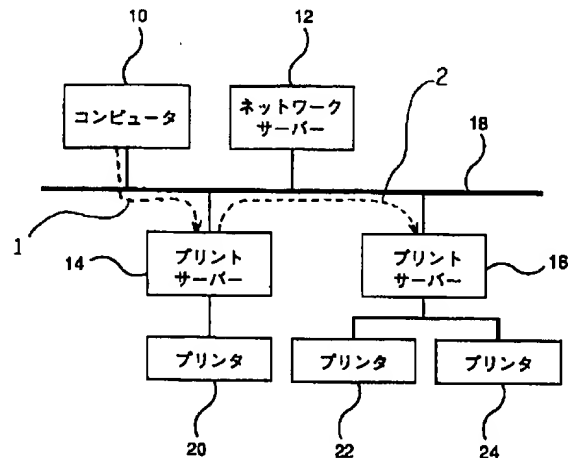 10
12
コンピュータ
ネットワーク
サーバー
2
18
1
14
プリント
サーバー
プリント
サーバー
16
プリンタ
プリンタ
プリンタ
20
22
24